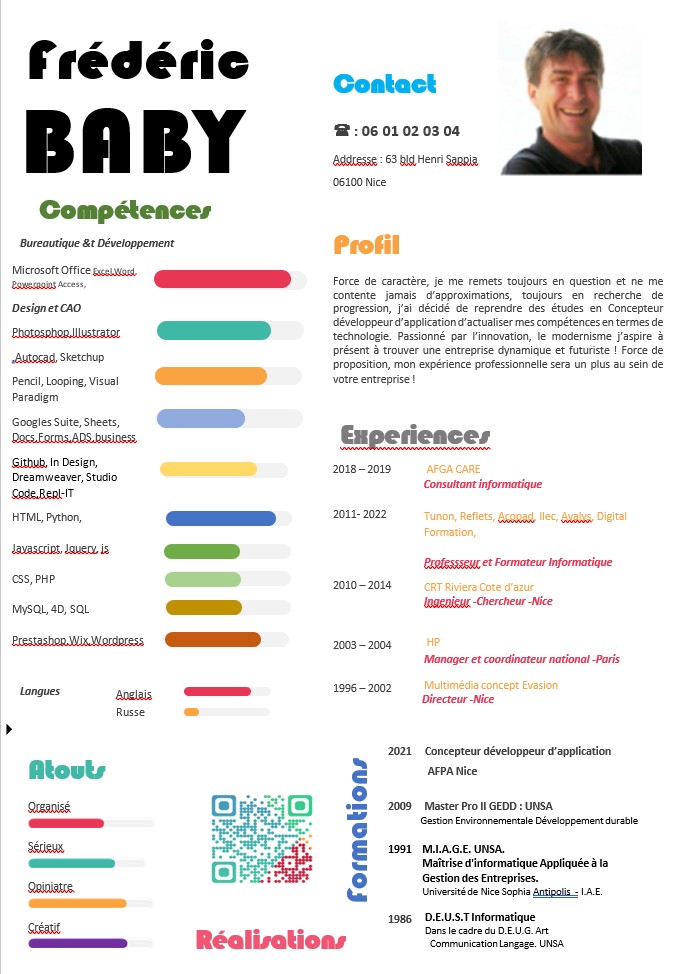 Frédéric
BABY
Compétences
Bureautique &t Développement
Microsoft Office Excel,Word,
Powerpoint Access,
Design et CAO
Photosphop,Illustrator
,Autocad, Sketchup
Pencil, Looping, Visual
Paradigm
Googles Suite, Sheets,
Docs,Forms,ADS,business
Github, In Design,
Dreamweaver, Studio
Code,Repl-IT
HTML, Python,
Javascript, Jquery, js
CSS, PHP
MySQL, 4D, SQL
Prestashop,Wix,Wordpress
Langues
Anglais
Russe
Atouts
Organisé
Sérieux
Opiniatre
Créatif
Contact
☎ : 06 01 02 03 04
Addresse : 63 bld Henri Sappia
06100 Nice
Profil
Force de caractère, je me remets toujours en question et ne me
contente jamais d’approximations, toujours en recherche de
progression, j’ai décidé de reprendre des études en Concepteur
développeur d’application d’actualiser mes compétences en termes de
technologie. Passionné par l’innovation, le modernisme j’aspire à
présent à trouver une entreprise dynamique et futuriste ! Force de
proposition, mon expérience professionnelle sera un plus au sein de
votre entreprise !
Experiences
2018 – 2019 AFGA CARE
Consultant informatique
2011- 2022 Tunon, Reflets, Acopad, Ilec, Avalys, Digital
Formation,
Professseur et Formateur Informatique
2010 – 2014 CRT Riviera Cote d’azur
Ingenieur -Chercheur -Nice
2003 – 2004 HP
Manager et coordinateur national -Paris
1996 – 2002 Multimédia concept Evasion
Directeur -Nice
Formations
2021 Concepteur développeur d’application
AFPA Nice
2009 Master Pro II GEDD : UNSA
Gestion Environnementale Développement durable
1991 M.I.A.G.E. UNSA.
Maîtrise d'informatique Appliquée à la
Gestion des Entreprises.
Université de Nice Sophia Antipolis - I.A.E.
1986 D.E.U.S.T Informatique
Dans le cadre du D.E.U.G. Art
Communication Langage. UNSA
Réalisations